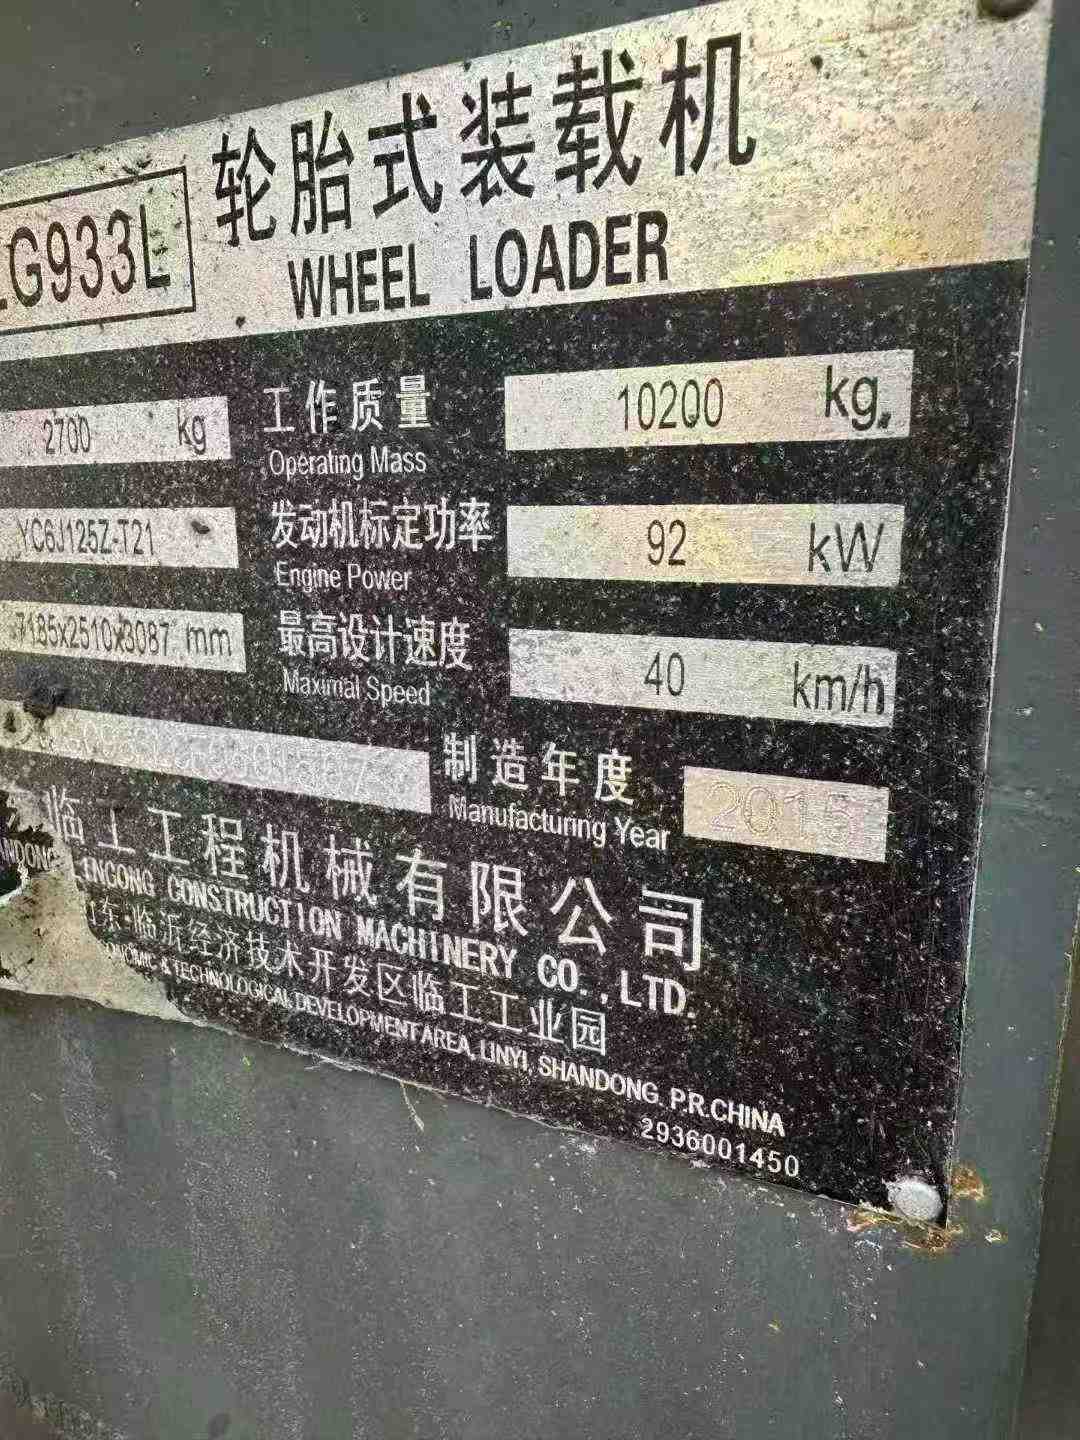 LG933L 轮胎式装载机
WHEEL LOADER
2700 kg 工作质量 10200 kg
Operating Mass
YC6J125Z-T21 发动机标定功率 92 kW
Engine Power
7185x2510x3087 mm 最高设计速度 40 km/h
Maximal Speed
制造年度 2015
Manufacturing Year
临工工程机械有限公司
LINGONG CONSTRUCTION MACHINERY CO.,LTD.
东·临沂经济技术开发区临工工业园
& TECHNOLOGICAL DEVELOPMENT AREA, LINYI, SHANDONG. P.R.CHINA
2936001450